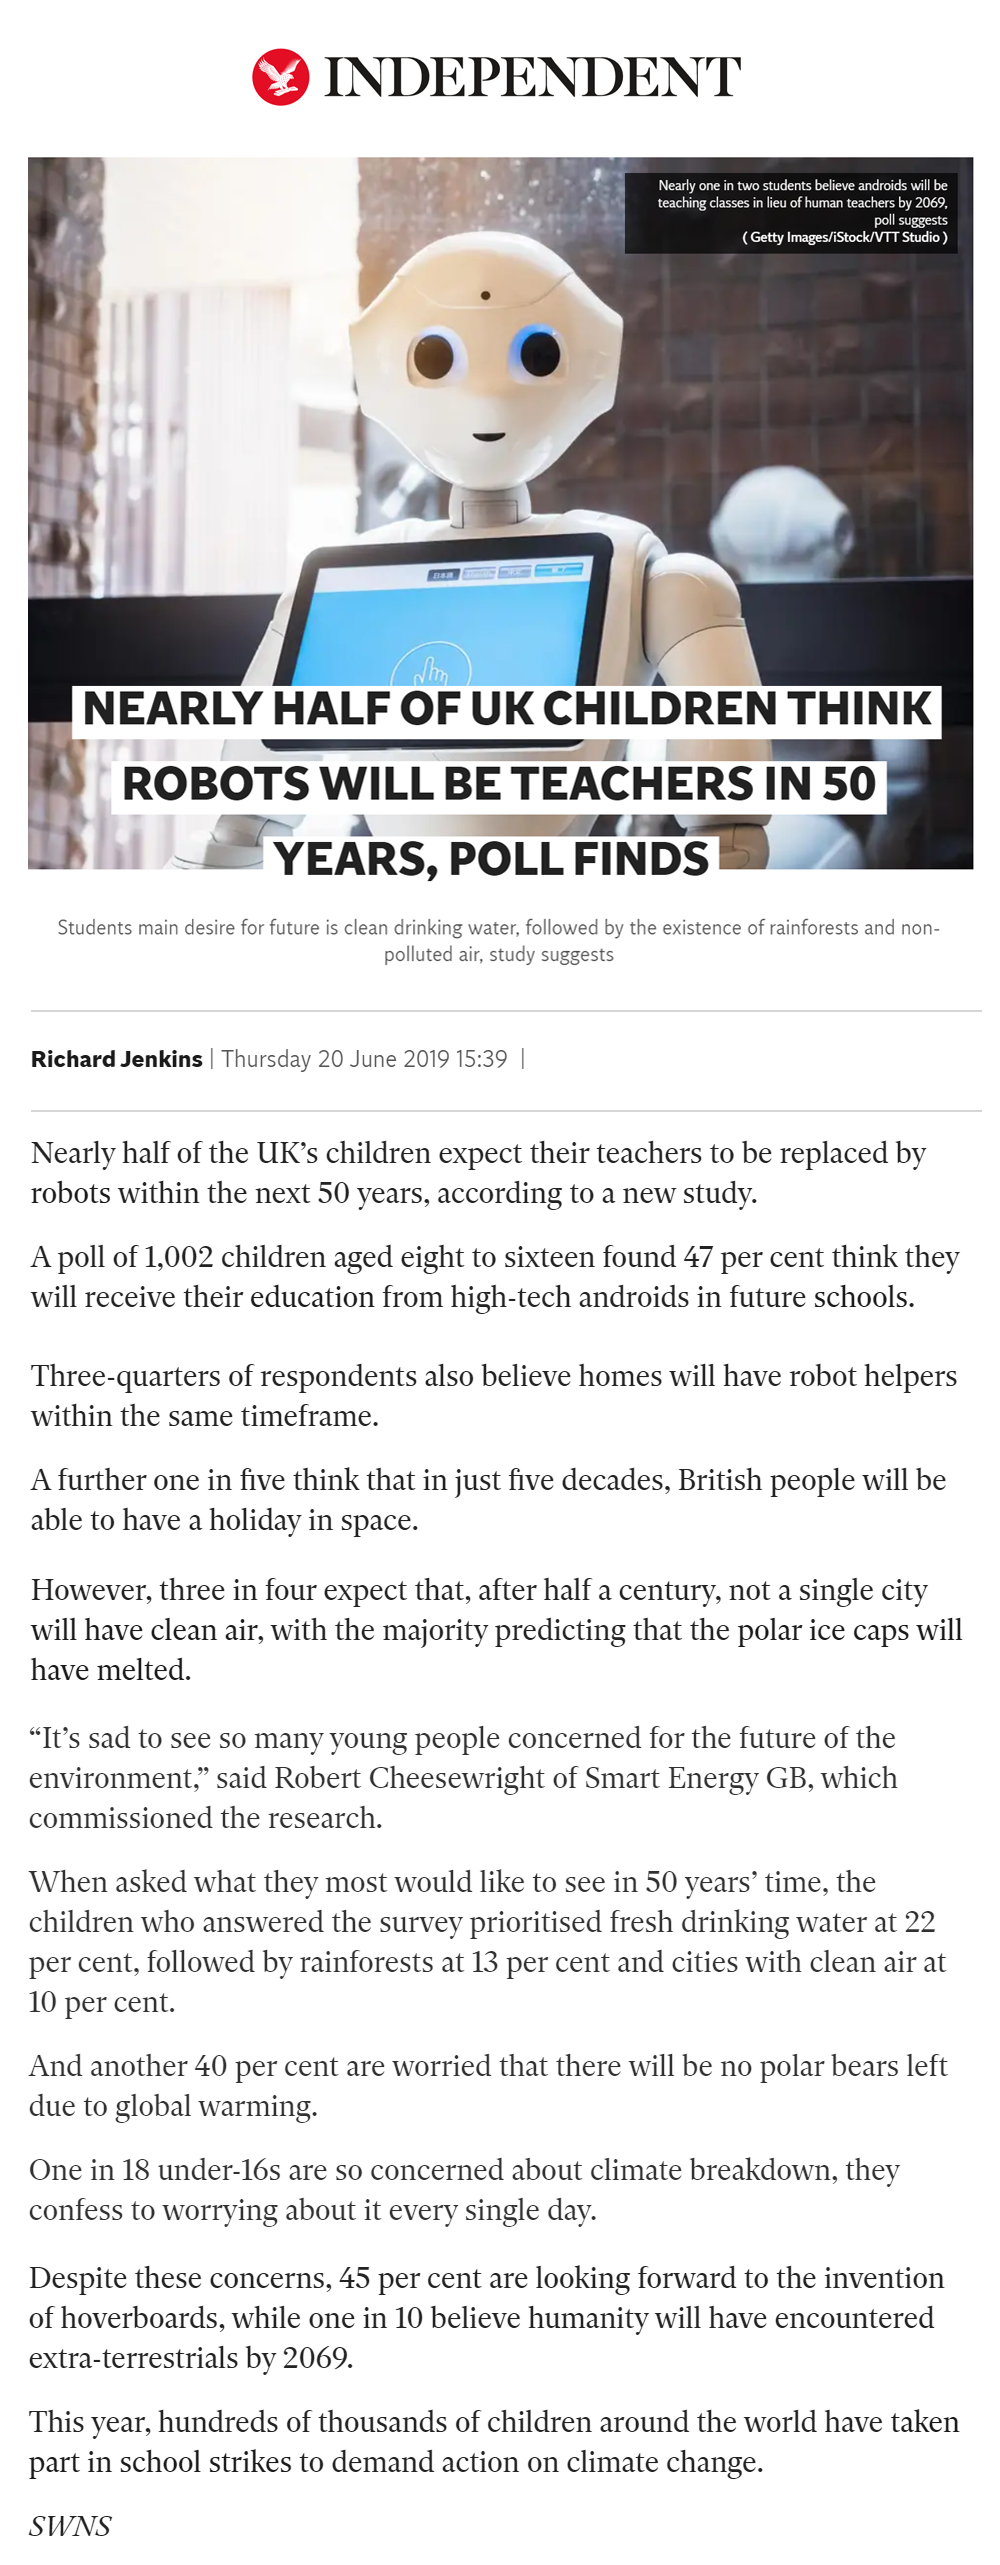 INDEPENDENT
Nearly one in two students believe androids will be
teaching classes in lieu of human teachers by 2069,
poll suggests
( Getty Images/iStock/VTT Studio )
日本語
NEARLY HALF OF UK CHILDREN THINK
ROBOTS WILL BE TEACHERS IN 50
YEARS, POLL FINDS
Students main desire for future is clean drinking water, followed by the existence of rainforests and non-
polluted air, study suggests
Richard Jenkins | Thursday 20 June 2019 15:39 |
Nearly half of the UK’s children expect their teachers to be replaced by
robots within the next 50 years, according to a new study.
A poll of 1,002 children aged eight to sixteen found 47 per cent think they
will receive their education from high-tech androids in future schools.
Three-quarters of respondents also believe homes will have robot helpers
within the same timeframe.
A further one in five think that in just five decades, British people will be
able to have a holiday in space.
However, three in four expect that, after half a century, not a single city
will have clean air, with the majority predicting that the polar ice caps will
have melted.
“It’s sad to see so many young people concerned for the future of the
environment,” said Robert Cheesewright of Smart Energy GB, which
commissioned the research.
When asked what they most would like to see in 50 years’ time, the
children who answered the survey prioritised fresh drinking water at 22
per cent, followed by rainforests at 13 per cent and cities with clean air at
10 per cent.
And another 40 per cent are worried that there will be no polar bears left
due to global warming.
One in 18 under-16s are so concerned about climate breakdown, they
confess to worrying about it every single day.
Despite these concerns, 45 per cent are looking forward to the invention
of hoverboards, while one in 10 believe humanity will have encountered
extra-terrestrials by 2069.
This year, hundreds of thousands of children around the world have taken
part in school strikes to demand action on climate change.
SWNS